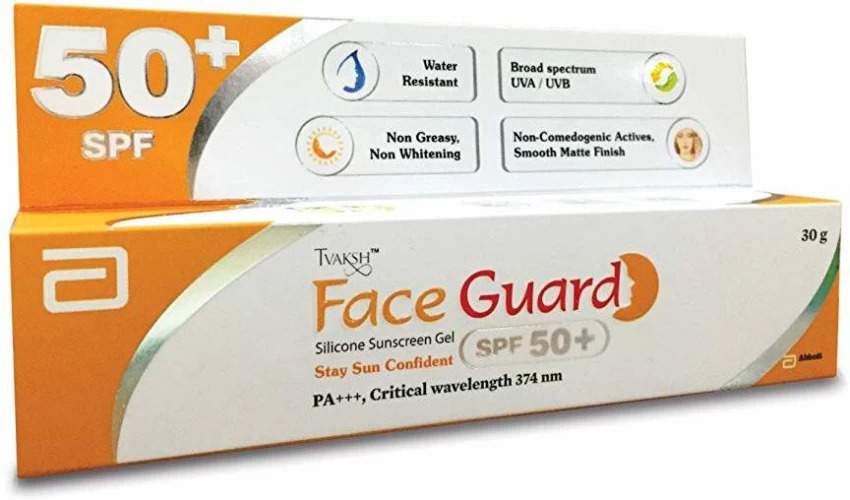 50+
SPF
Water
Resistant
Broad spectrum
UVA / UVB
Non Greasy,
Non Whitening
Non-Comedogenic Actives,
Smooth Matte Finish
30 g
TVAKSH™
Face Guard
Silicone Sunscreen Gel
SPF 50+
Stay Sun Confident
PA+++, Critical wavelength 374 nm
Abbott